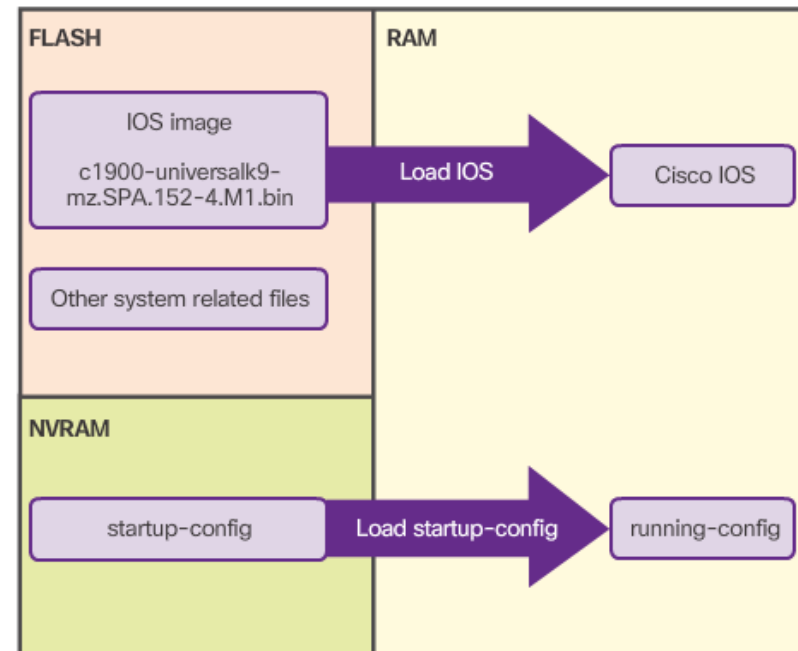 FLASH
RAM
IOS image
c1900-universalk9-
mz.SPA.152-4.M1.bin
Load IOS
Cisco IOS
Other system related files
NVRAM
startup-config
Load startup-config
running-config